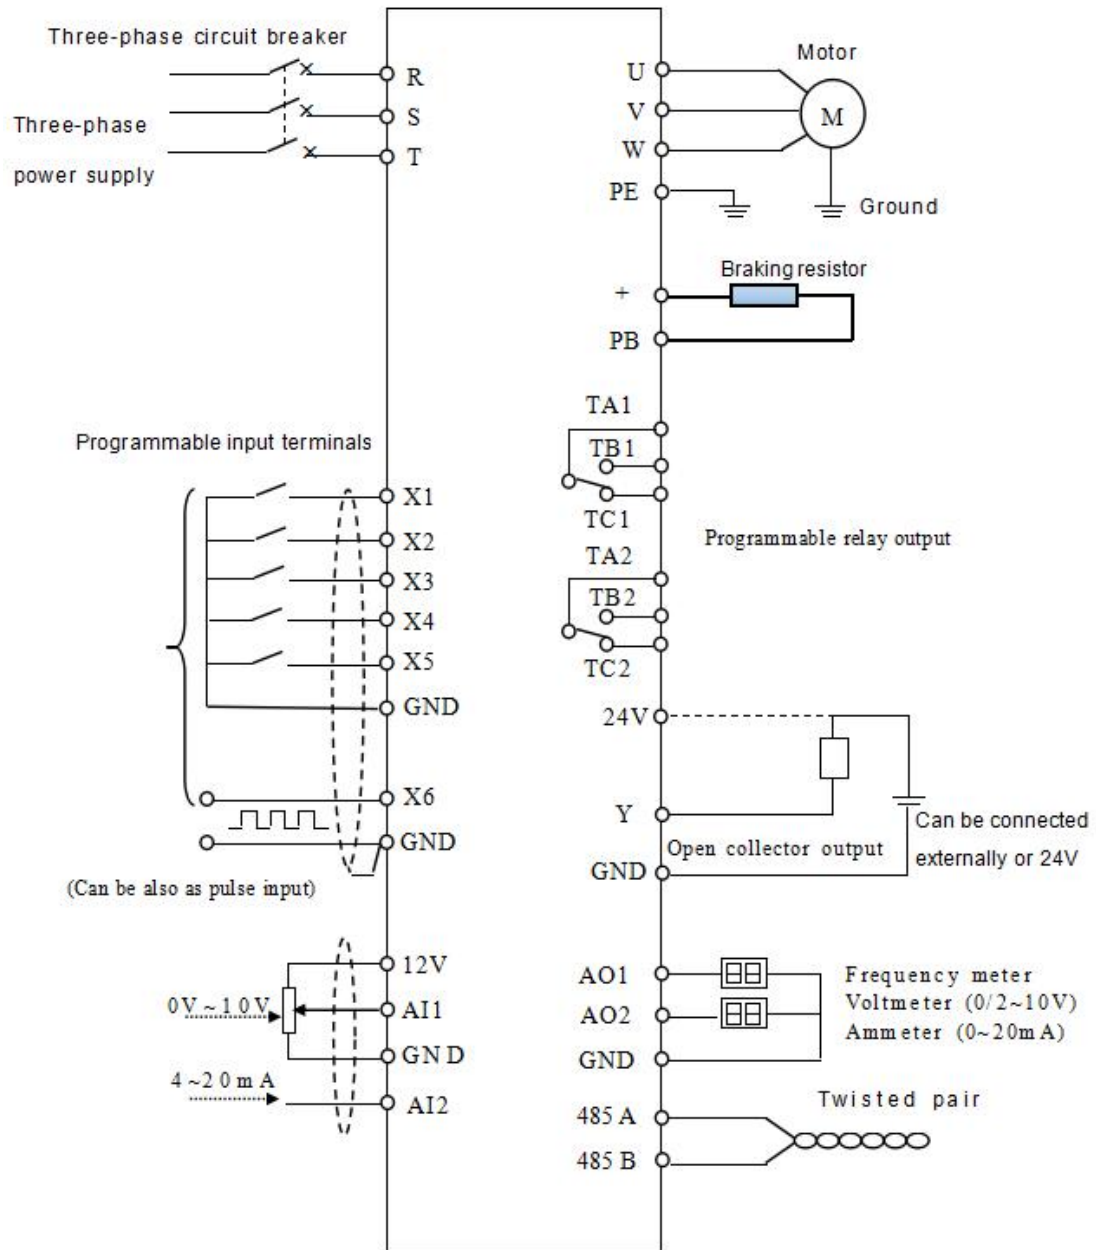 Three-phase circuit breaker
Three-phase
power supply
R
S
T
U
V
W
PE
Motor
M
Ground
+
PB
Braking resistor
Programmable input terminals
X1
X2
X3
X4
X5
GND
X6
GND
(Can be also as pulse input)
TA1
TB1
TC1
TA2
TB2
TC2
Programmable relay output
24V
Y
GND
Open collector output
Can be connected
externally or 24V
12V
0V~10V
AI1
GND
4~20mA
AI2
AO1
AO2
GND
Frequency meter
Voltmeter (0/2~10V)
Ammeter (0~20mA)
485 A
485 B
Twisted pair